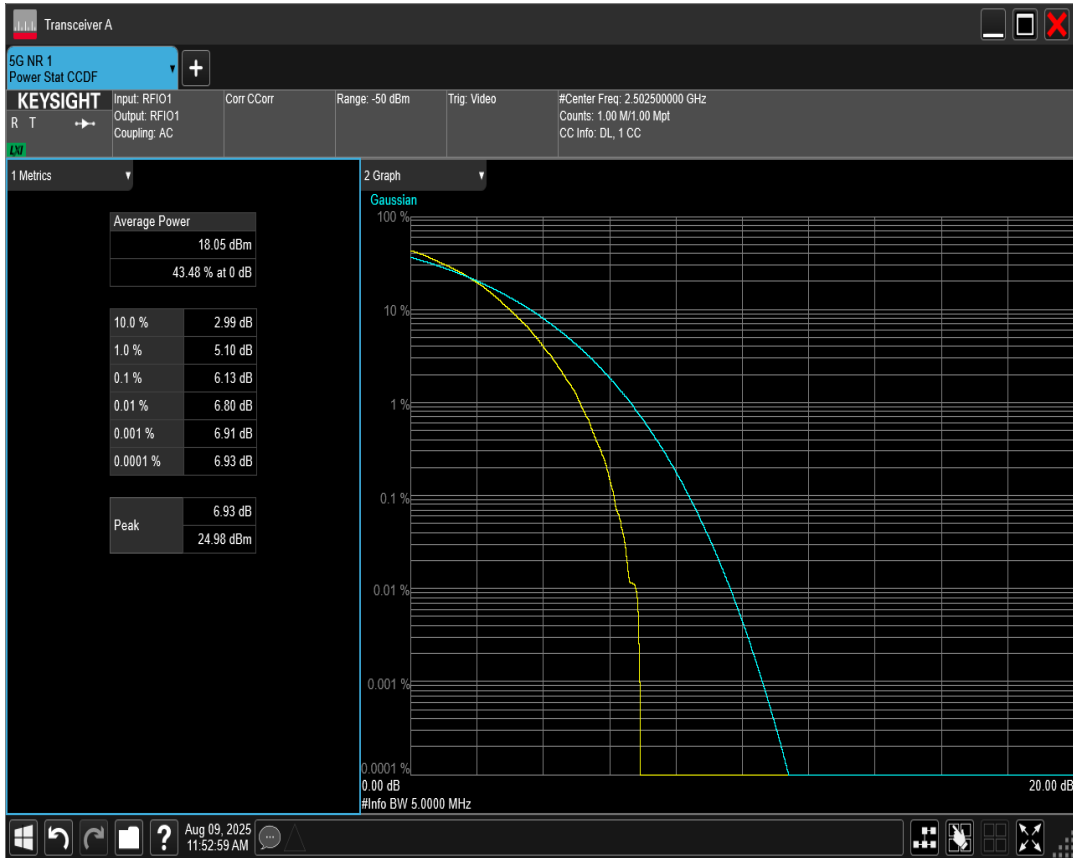 Transceiver A
5G NR 1
Power Stat CCDF
KEYSIGHT
R T
LXI
Input: RFIO1
Output: RFIO1
Coupling: AC
Corr CCorr
Range: -50 dBm
Trig: Video
#Center Freq: 2.502500000 GHz
Counts: 1.00 M/1.00 Mpt
CC Info: DL, 1 CC
1 Metrics
Average Power
18.05 dBm
43.48 % at 0 dB
10.0 % 2.99 dB
1.0 % 5.10 dB
0.1 % 6.13 dB
0.01 % 6.80 dB
0.001 % 6.91 dB
0.0001 % 6.93 dB
Peak 6.93 dB
24.98 dBm
2 Graph
Gaussian
100 %
10 %
1 %
0.1 %
0.01 %
0.001 %
0.0001 %
0.00 dB 20.00 dB
#Info BW 5.0000 MHz
? Aug 09, 2025
11:52:59 AM